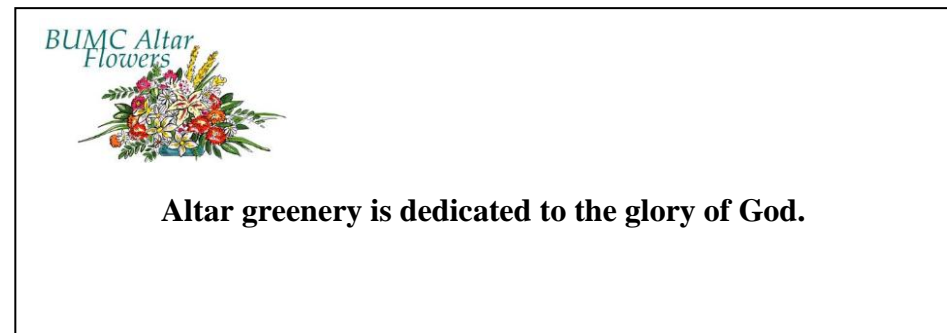 BUMC Altar
Flowers
Altar greenery is dedicated to the glory of God.